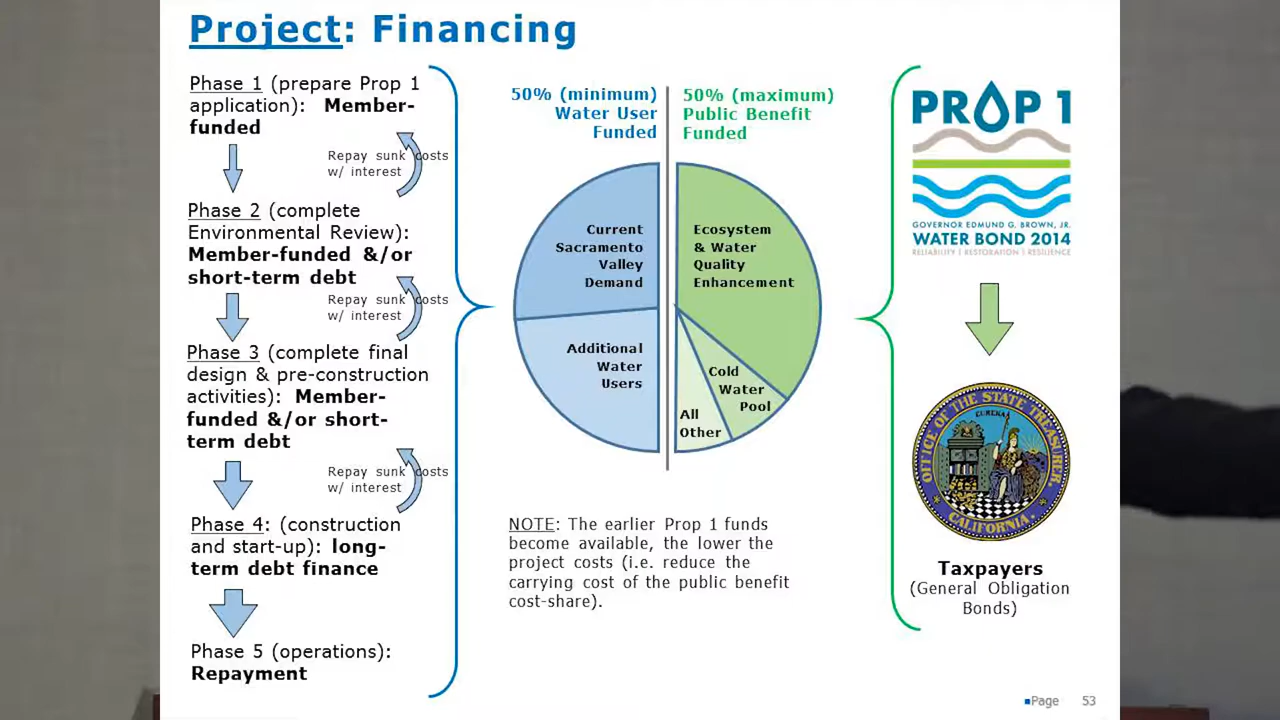 Project: Financing
Phase 1 (prepare Prop 1
application): Member-
funded
Repay sunk costs
w/ interest
Phase 2 (complete
Environmental Review):
Member-funded &/or
short-term debt
Repay sunk costs
w/ interest
Phase 3 (complete final
design & pre-construction
activities): Member-
funded &/or short-
term debt
Repay sunk costs
w/ interest
Phase 4: (construction
and start-up): long-
term debt finance
Phase 5 (operations):
Repayment
50% (minimum)
Water User
Funded
50% (maximum)
Public Benefit
Funded
Current
Sacramento
Valley
Demand
Additional
Water
Users
Ecosystem
& Water
Quality
Enhancement
Cold
Water
Pool
All
Other
NOTE: The earlier Prop 1 funds
become available, the lower the
project costs (i.e. reduce the
carrying cost of the public benefit
cost-share).
PROP 1
GOVERNOR EDMUND G. BROWN, JR.
WATER BOND 2014
RELIABILITY | RESTORATION | RESILIENCE
OFFICE OF THE STATE TREASURER
EUREKA
CALIFORNIA
Taxpayers
(General Obligation
Bonds)
Page 53